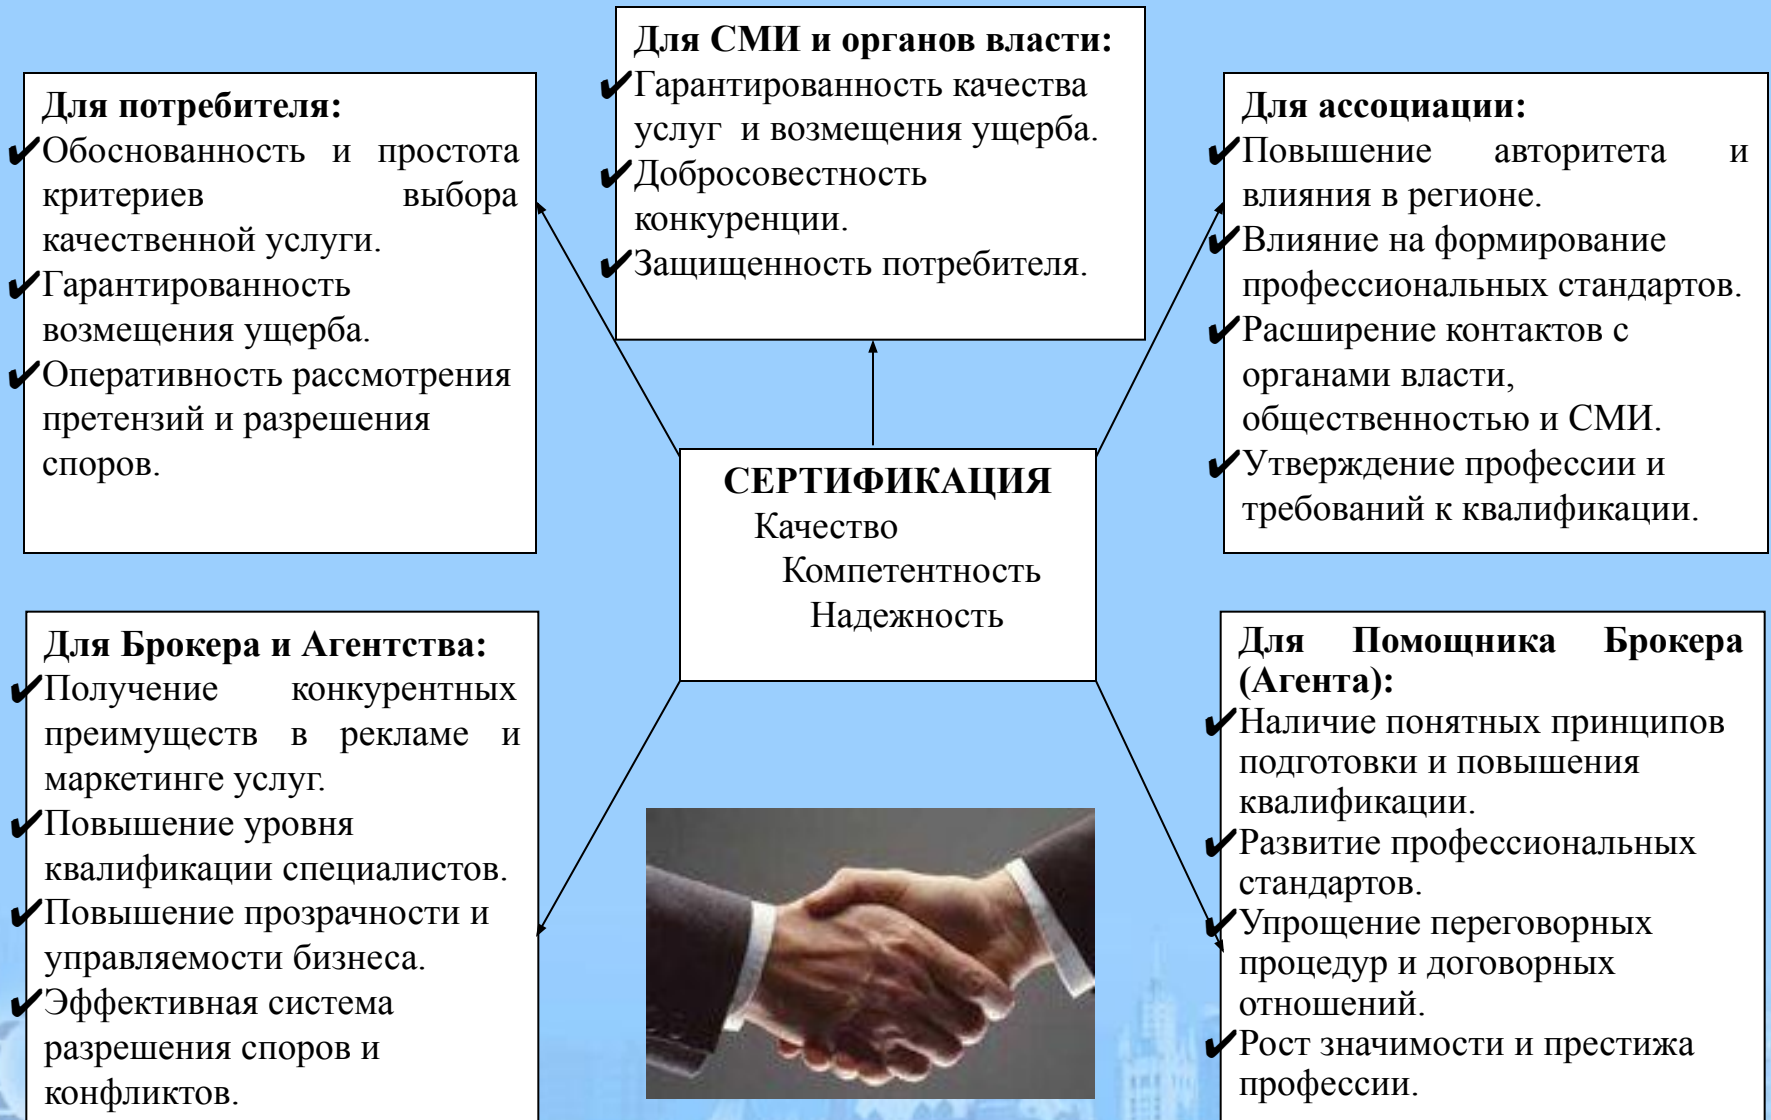 Для СМИ и органов власти:
✔Гарантированность качества
услуг и возмещения ущерба.
✔Добросовестность
конкуренции.
✔Защищенность потребителя.
Для потребителя:
✔Обоснованность и простота
критериев выбора
качественной услуги.
✔Гарантированность
возмещения ущерба.
✔Оперативность рассмотрения
претензий и разрешения
споров.
Для ассоциации:
✔Повышение авторитета и
влияния в регионе.
✔Влияние на формирование
профессиональных стандартов.
✔Расширение контактов с
органами власти,
общественностью и СМИ.
✔Утверждение профессии и
требований к квалификации.
СЕРТИФИКАЦИЯ
Качество
Компетентность
Надежность
Для Брокера и Агентства:
✔Получение конкурентных
преимуществ в рекламе и
маркетинге услуг.
✔Повышение уровня
квалификации специалистов.
✔Повышение прозрачности и
управляемости бизнеса.
✔Эффективная система
разрешения споров и
конфликтов.
Для Помощника Брокера
(Агента):
✔Наличие понятных принципов
подготовки и повышения
квалификации.
✔Развитие профессиональных
стандартов.
✔Упрощение переговорных
процедур и договорных
отношений.
✔Рост значимости и престижа
профессии.